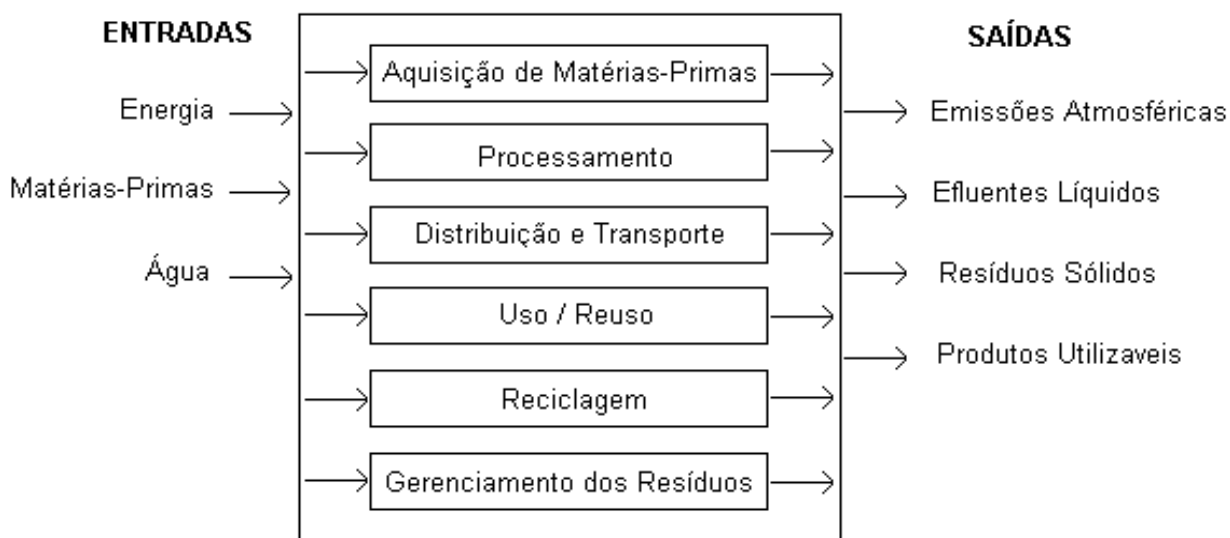 ENTRADAS
Energia
Matérias-Primas
Água
Aquisição de Matérias-Primas
Processamento
Distribuição e Transporte
Uso / Reuso
Reciclagem
Gerenciamento dos Resíduos
SAÍDAS
Emissões Atmosféricas
Efluentes Líquidos
Resíduos Sólidos
Produtos Utilizaveis